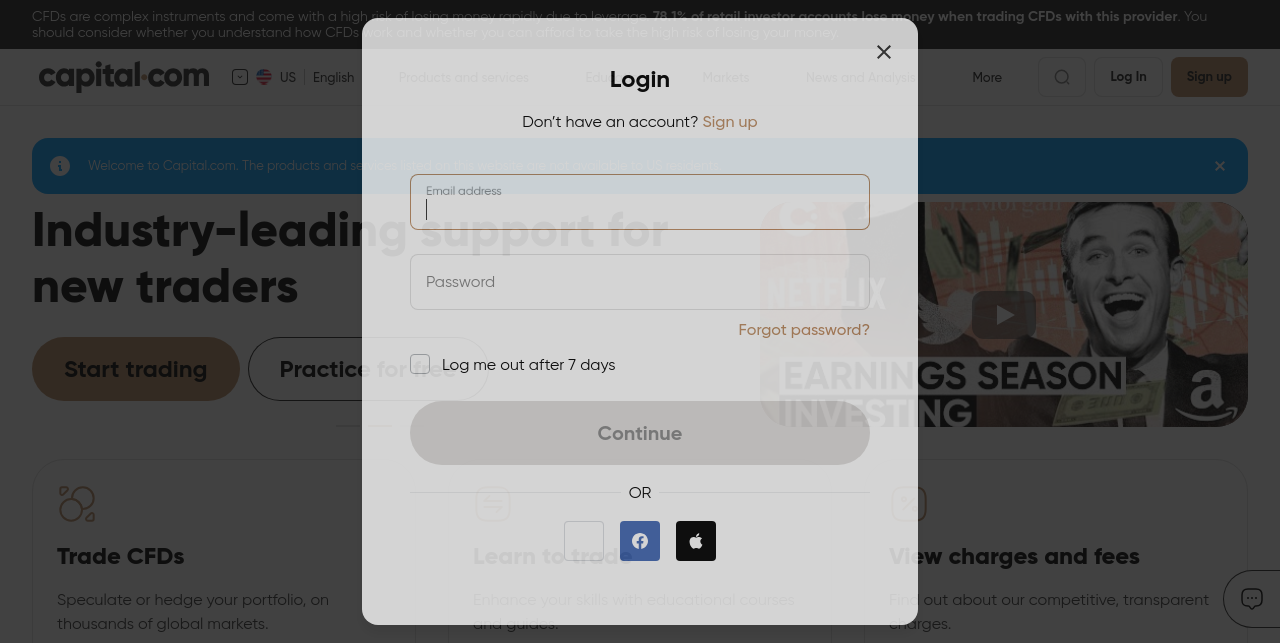 CFDs are complex instruments and come with a high risk of losing money rapidly due to leverage. 78.1% of retail investor accounts lose money when trading CFDs with this provider. You
should consider whether you understand how CFDs work and whether you can afford to take the high risk of losing your money.
capital.com
US English Products and services Markets News and Analysis More Log In Sign up
Login
Don't have an account? Sign up
Welcome to Capital.com. The products and services
Email address
Industry-leading support for
new traders
Password
Forgot password?
Log me out after 7 days
Start trading
Practice for free
J.P. Morgan
NETFLIX
EARNINGS SEASON
INVESTING
Continue
OR
Trade CFDs
Speculate or hedge your portfolio, on
thousands of global markets.
Learn to trade
Enhance your skills with educational courses
and guides.
View charges and fees
Find out about our competitive, transparent
charges.